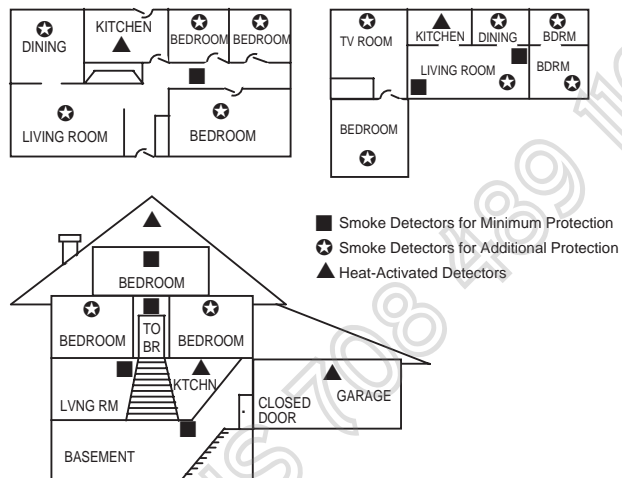 KITCHEN
BEDROOM
BEDROOM
DINING
LIVING ROOM
BEDROOM
TV ROOM
KITCHEN
DINING
BDRM
LIVING ROOM
BDRM
BEDROOM
Smoke Detectors for Minimum Protection
Smoke Detectors for Additional Protection
Heat-Activated Detectors
BEDROOM
BEDROOM
TO
BR
BEDROOM
LVNG RM
KTCHN
CLOSED
DOOR
GARAGE
BASEMENT
708 489